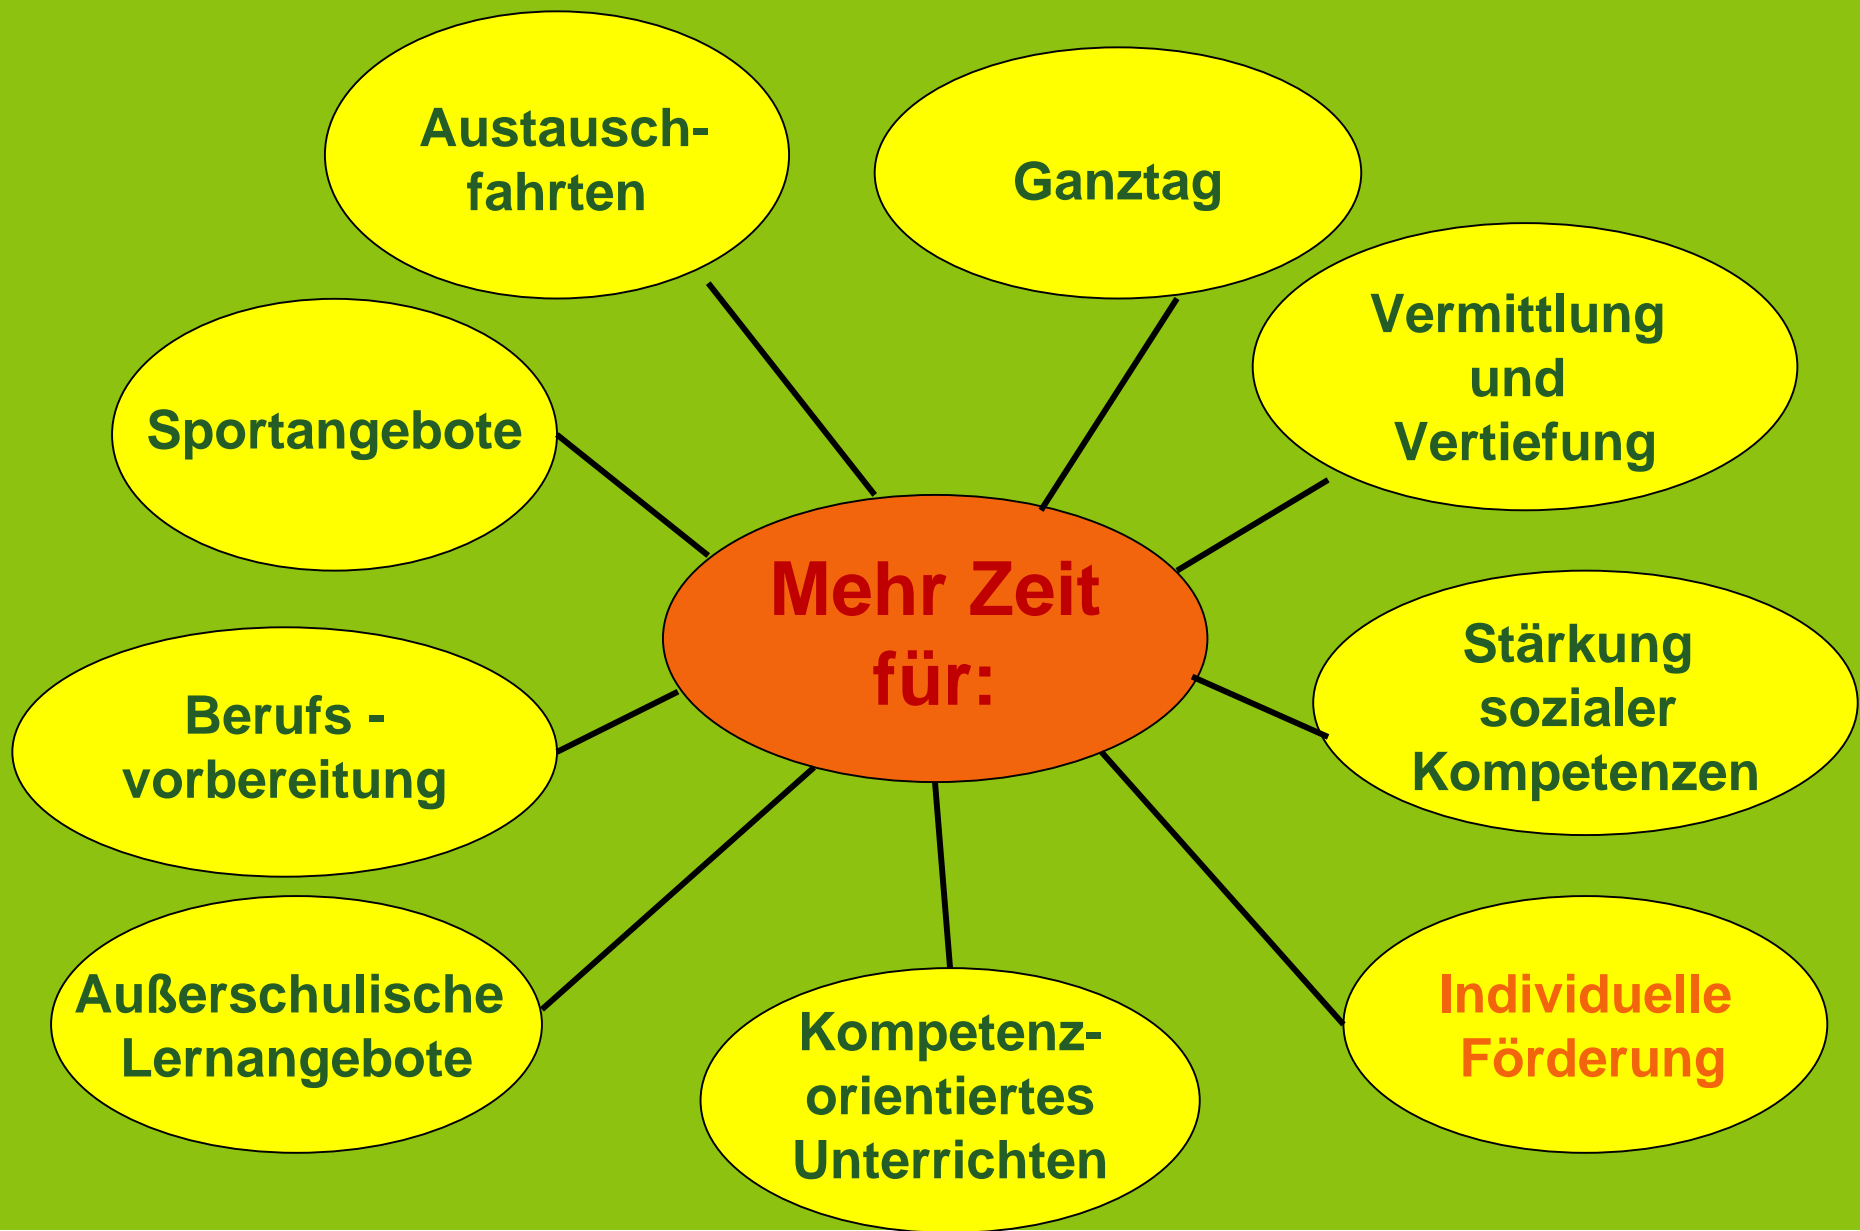 Austausch-
fahrten
Ganztag
Vermittlung
und
Vertiefung
Sportangebote
Mehr Zeit
für:
Stärkung
sozialer
Kompetenzen
Berufs -
vorbereitung
Außerschulische
Lernangebote
Kompetenz-
orientiertes
Unterrichten
Individuelle
Förderung